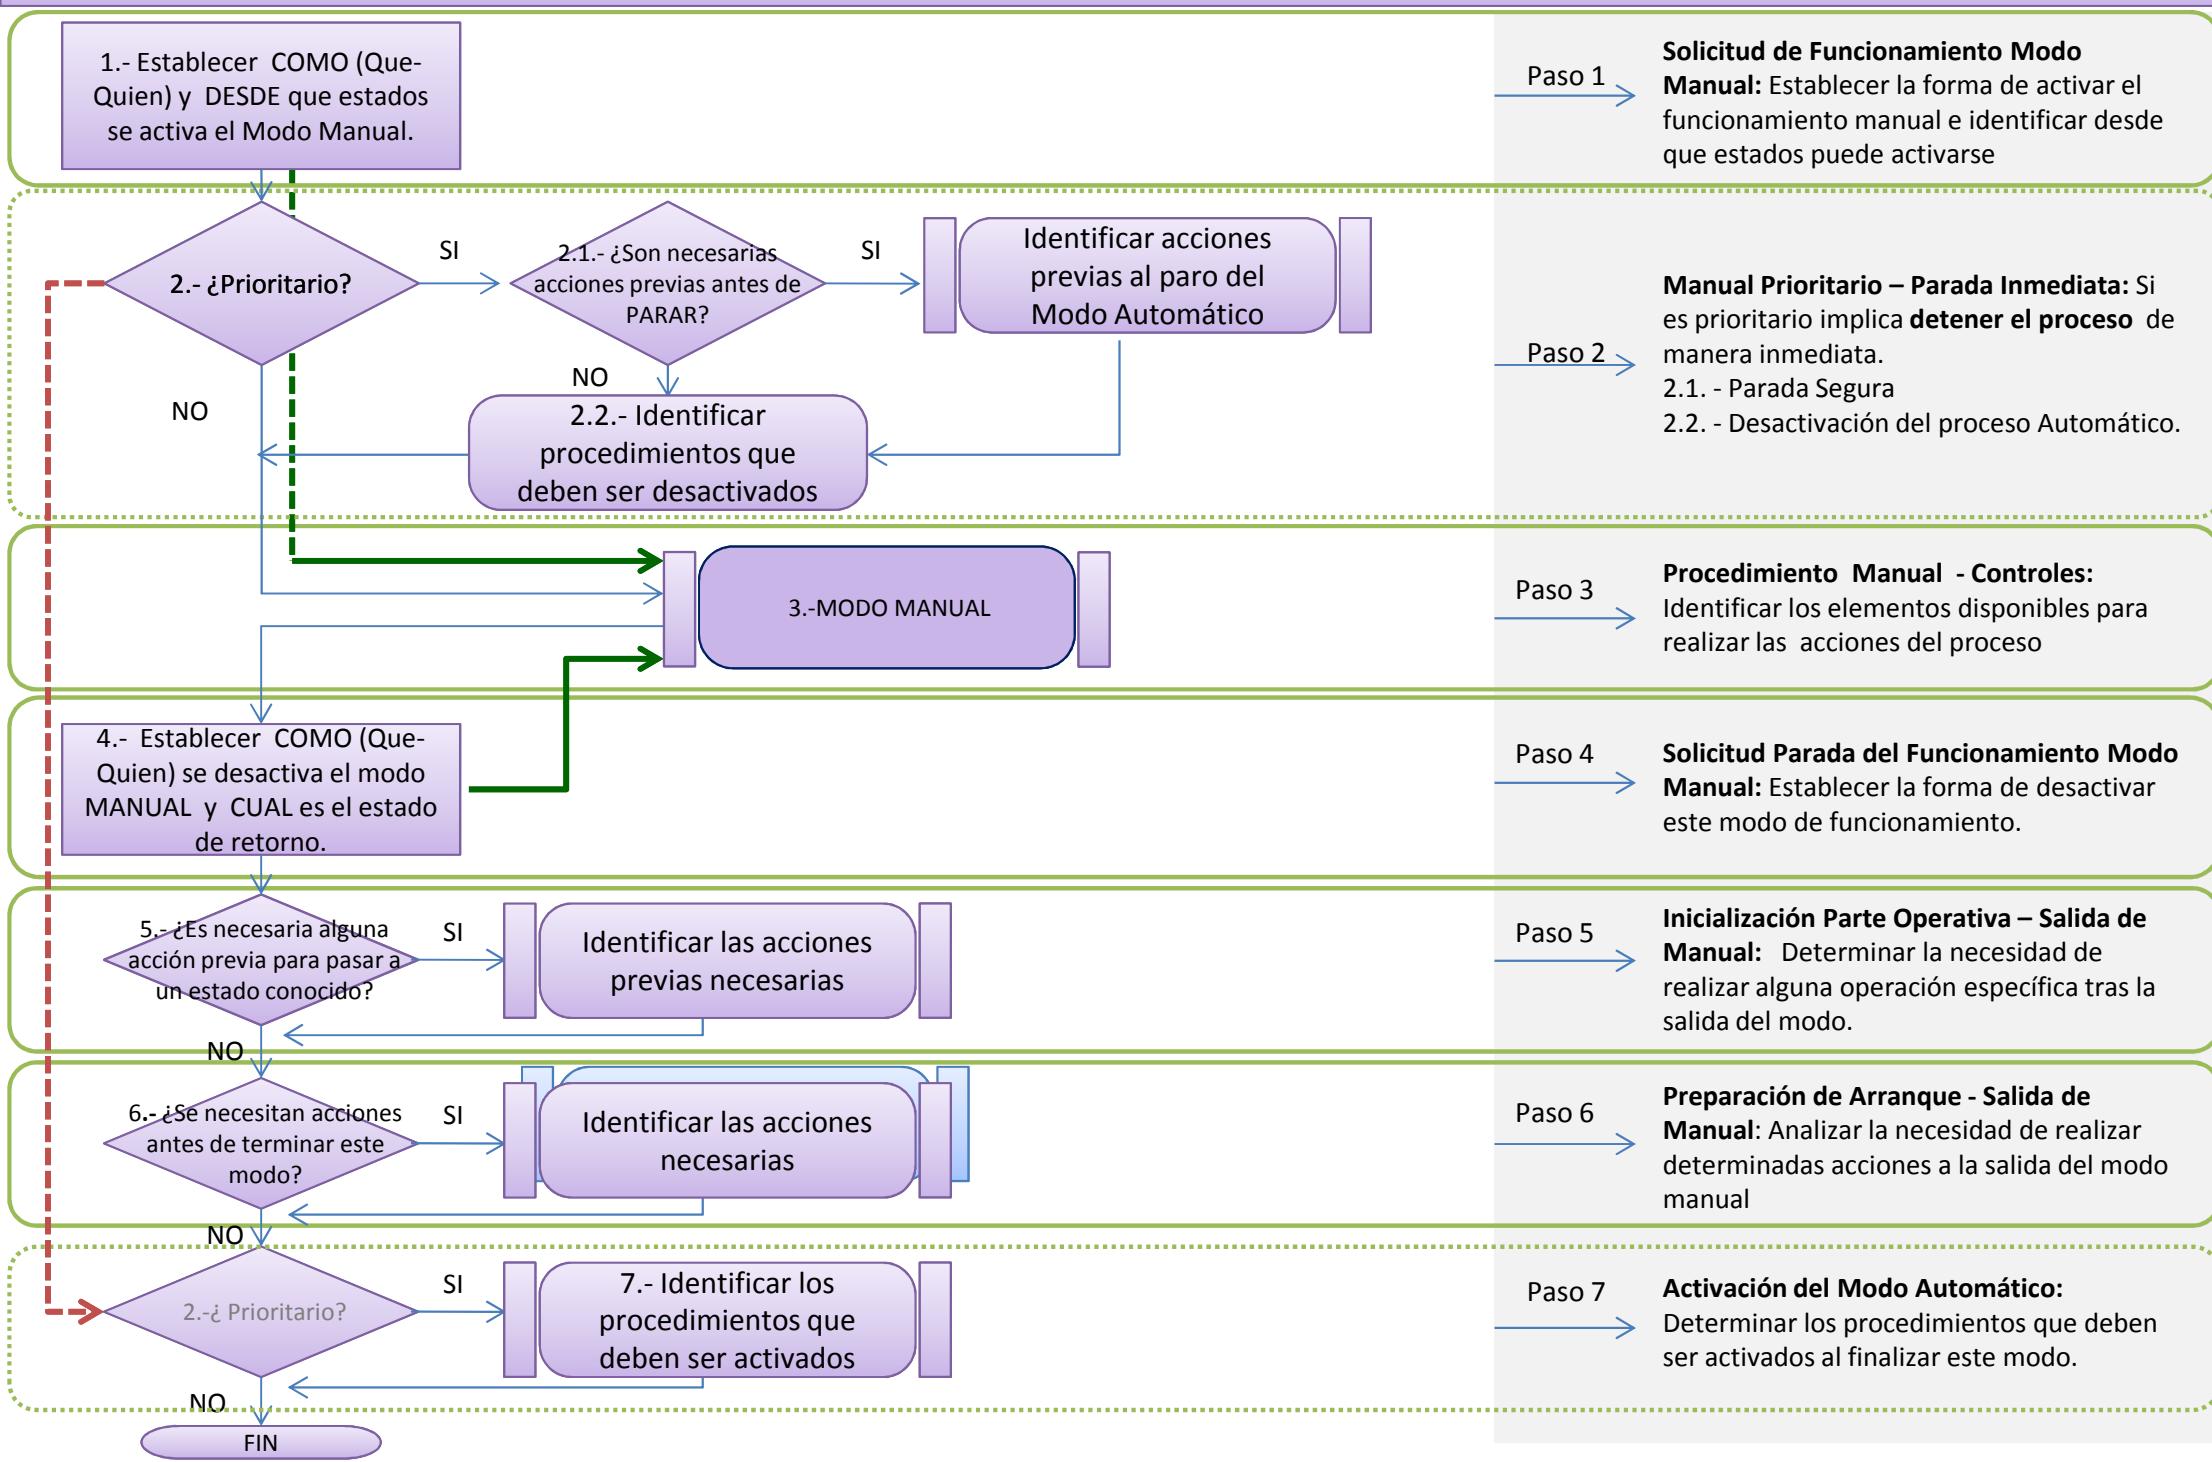 1.- Establecer COMO (Que-
Quien) y DESDE que estados
se activa el Modo Manual.
Paso 1
Solicitud de Funcionamiento Modo
Manual: Establecer la forma de activar el
funcionamiento manual e identificar desde
que estados puede activarse
2.- ¿Prioritario?
SI
2.1.- ¿Son necesarias
acciones previas antes de
PARAR?
SI
Identificar acciones
previas al paro del
Modo Automático
NO
NO
2.2.- Identificar
procedimientos que
deben ser desactivados
Paso 2
Manual Prioritario – Parada Inmediata: Si
es prioritario implica detener el proceso de
manera inmediata.
2.1. - Parada Segura
2.2. - Desactivación del proceso Automático.
3.-MODO MANUAL
Paso 3
Procedimiento Manual - Controles:
Identificar los elementos disponibles para
realizar las acciones del proceso
4.- Establecer COMO (Que-
Quien) se desactiva el modo
MANUAL y CUAL es el estado
de retorno.
Paso 4
Solicitud Parada del Funcionamiento Modo
Manual: Establecer la forma de desactivar
este modo de funcionamiento.
5.- ¿Es necesaria alguna
acción previa para pasar a
un estado conocido?
SI
Identificar las acciones
previas necesarias
NO
Paso 5
Inicialización Parte Operativa – Salida de
Manual: Determinar la necesidad de
realizar alguna operación específica tras la
salida del modo.
6.- ¿Se necesitan acciones
antes de terminar este
modo?
SI
Identificar las acciones
necesarias
NO
Paso 6
Preparación de Arranque - Salida de
Manual: Analizar la necesidad de realizar
determinadas acciones a la salida del modo
manual
2.-¿ Prioritario?
SI
7.- Identificar los
procedimientos que
deben ser activados
NO
Paso 7
Activación del Modo Automático:
Determinar los procedimientos que deben
ser activados al finalizar este modo.
FIN